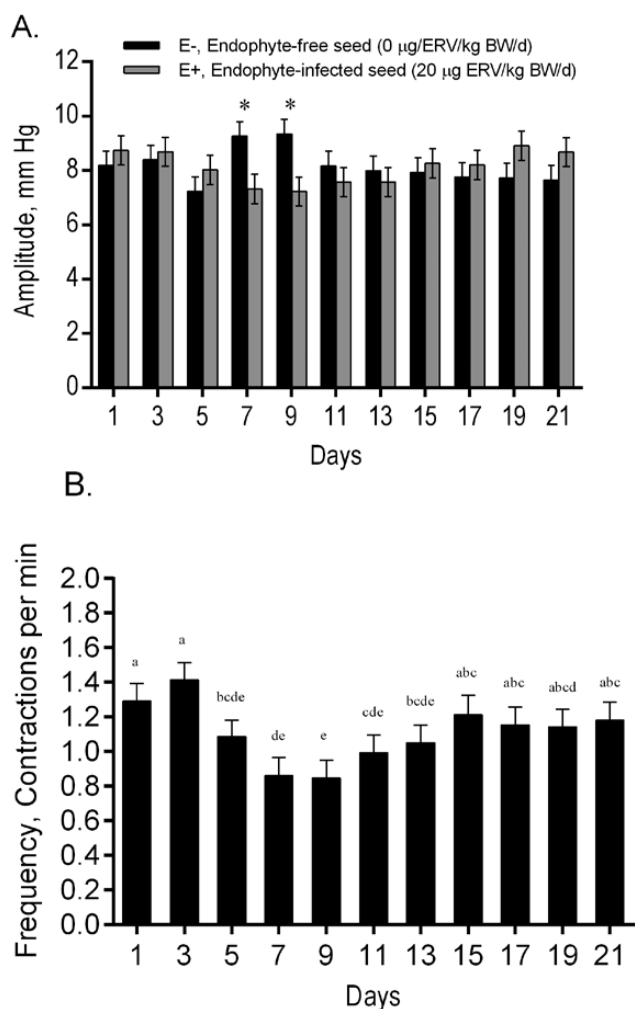 A.
E-, Endophyte-free seed (0 µg/ERV/kg BW/d)
E+, Endophyte-infected seed (20 µg ERV/kg BW/d)
Amplitude, mm Hg
12
10
8
6
4
2
0
* *
1 3 5 7 9 11 13 15 17 19 21
Days
B.
Frequency, Contractions per min
2.0
1.8
1.6
1.4
1.2
1.0
0.8
0.6
0.4
0.2
0.0
a a bcde de e cde bcde abc abc abcd abc
1 3 5 7 9 11 13 15 17 19 21
Days